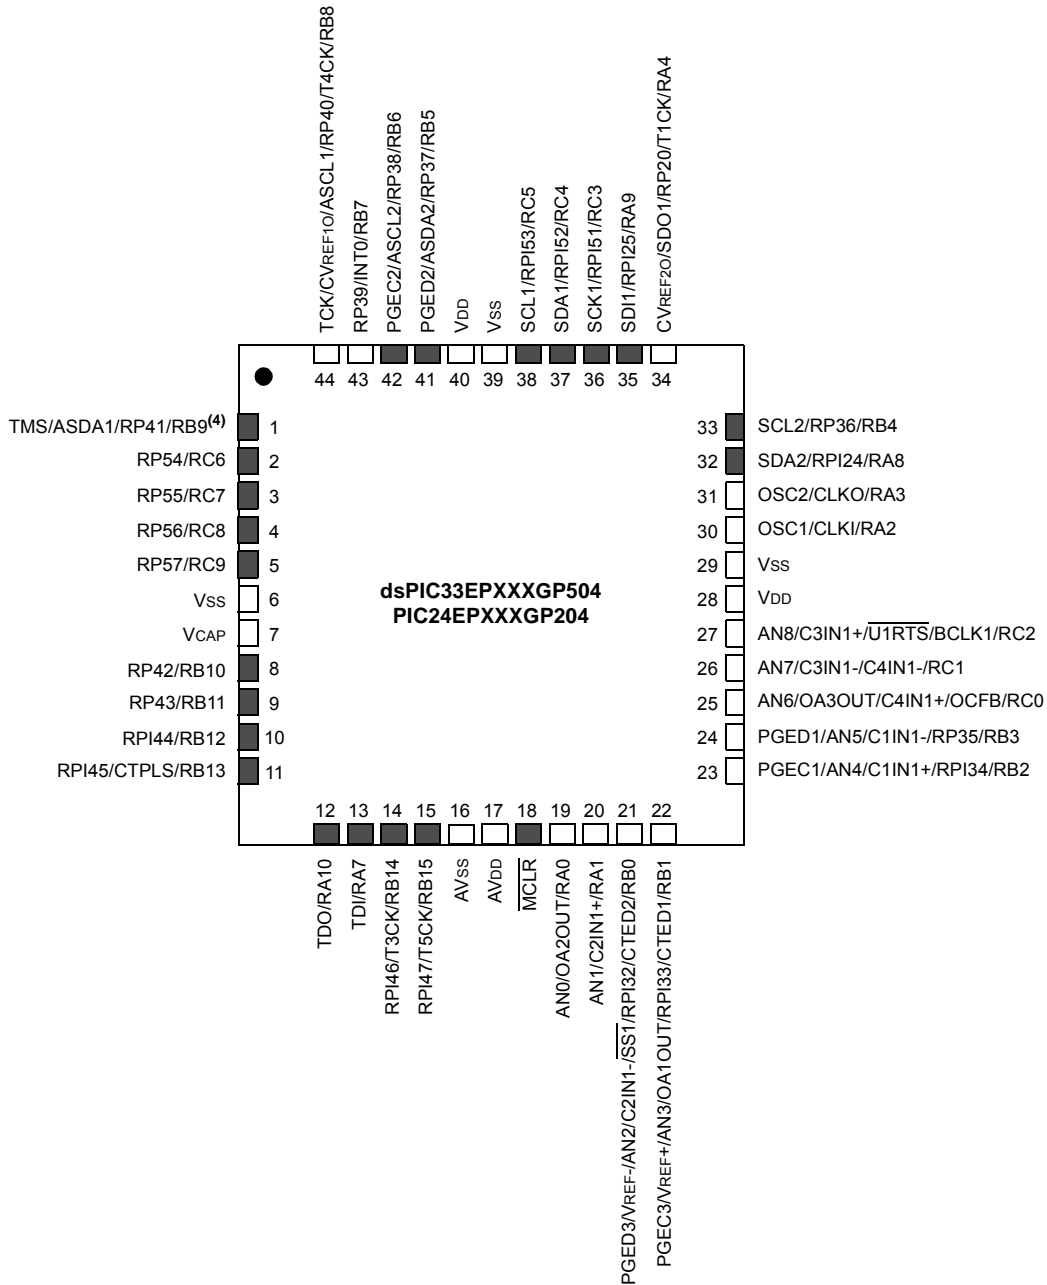 TCK/CVREF1O/ASCL1/RP40/T4CK/RB8
RP39/INT0/RB7
PGEC2/ASCL2/RP38/RB6
PGED2/ASDA2/RP37/RB5
VDD
VSS
SCL1/RPI53/RC5
SDA1/RPI52/RC4
SCK1/RPI51/RC3
SDI1/RPI25/RA9
CVREF2O/SDO1/RP20/T1CK/RA4
44 43 42 41 40 39 38 37 36 35 34
TMS/ASDA1/RP41/RB9(4) 1
RP54/RC6 2
RP55/RC7 3
RP56/RC8 4
RP57/RC9 5
VSS 6
VCAP 7
RP42/RB10 8
RP43/RB11 9
RPI44/RB12 10
RPI45/CTPLS/RB13 11
dsPIC33EPXXXGP504
PIC24EPXXXGP204
33 SCL2/RP36/RB4
32 SDA2/RPI24/RA8
31 OSC2/CLKO/RA3
30 OSC1/CLKI/RA2
29 VSS
28 VDD
27 AN8/C3IN1+/U1RTS/BCLK1/RC2
26 AN7/C3IN1-/C4IN1-/RC1
25 AN6/OA3OUT/C4IN1+/OCFB/RC0
24 PGED1/AN5/C1IN1-/RP35/RB3
23 PGEC1/AN4/C1IN1+/RPI34/RB2
12 13 14 15 16 17 18 19 20 21 22
TDO/RA10
TDI/RA7
RPI46/T3CK/RB14
RPI47/T5CK/RB15
AVSS
AVDD
MCLR
AN0/OA2OUT/RA0
AN1/C2IN1+/RA1
PGED3/VREF-/AN2/C2IN1-/SS1/RPI32/CTED2/RB0
PGEC3/VREF+/AN3/OA1OUT/RPI33/CTED1/RB1